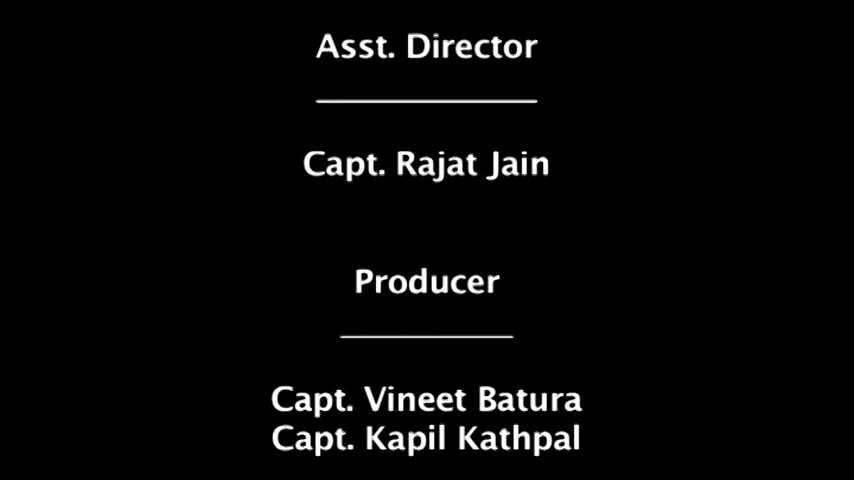 Asst. Director
Capt. Rajat Jain
Producer
Capt. Vineet Batura
Capt. Kapil Kathpal